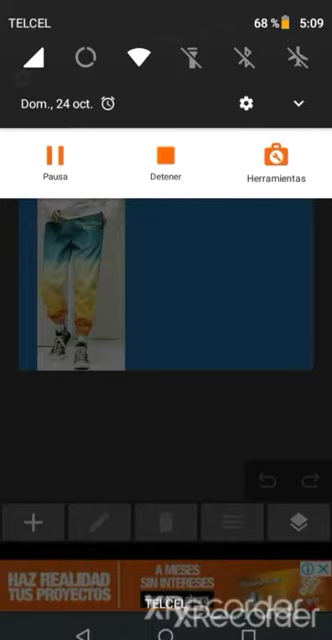 TELCEL
68 %
5:09
Dom., 24 oct.
Pausa
Detener
Herramientas
HAZ REALIDAD
TUS PROYECTOS
A MESES
SIN INTERESES
TELCEL
XRecorder
XRecorder